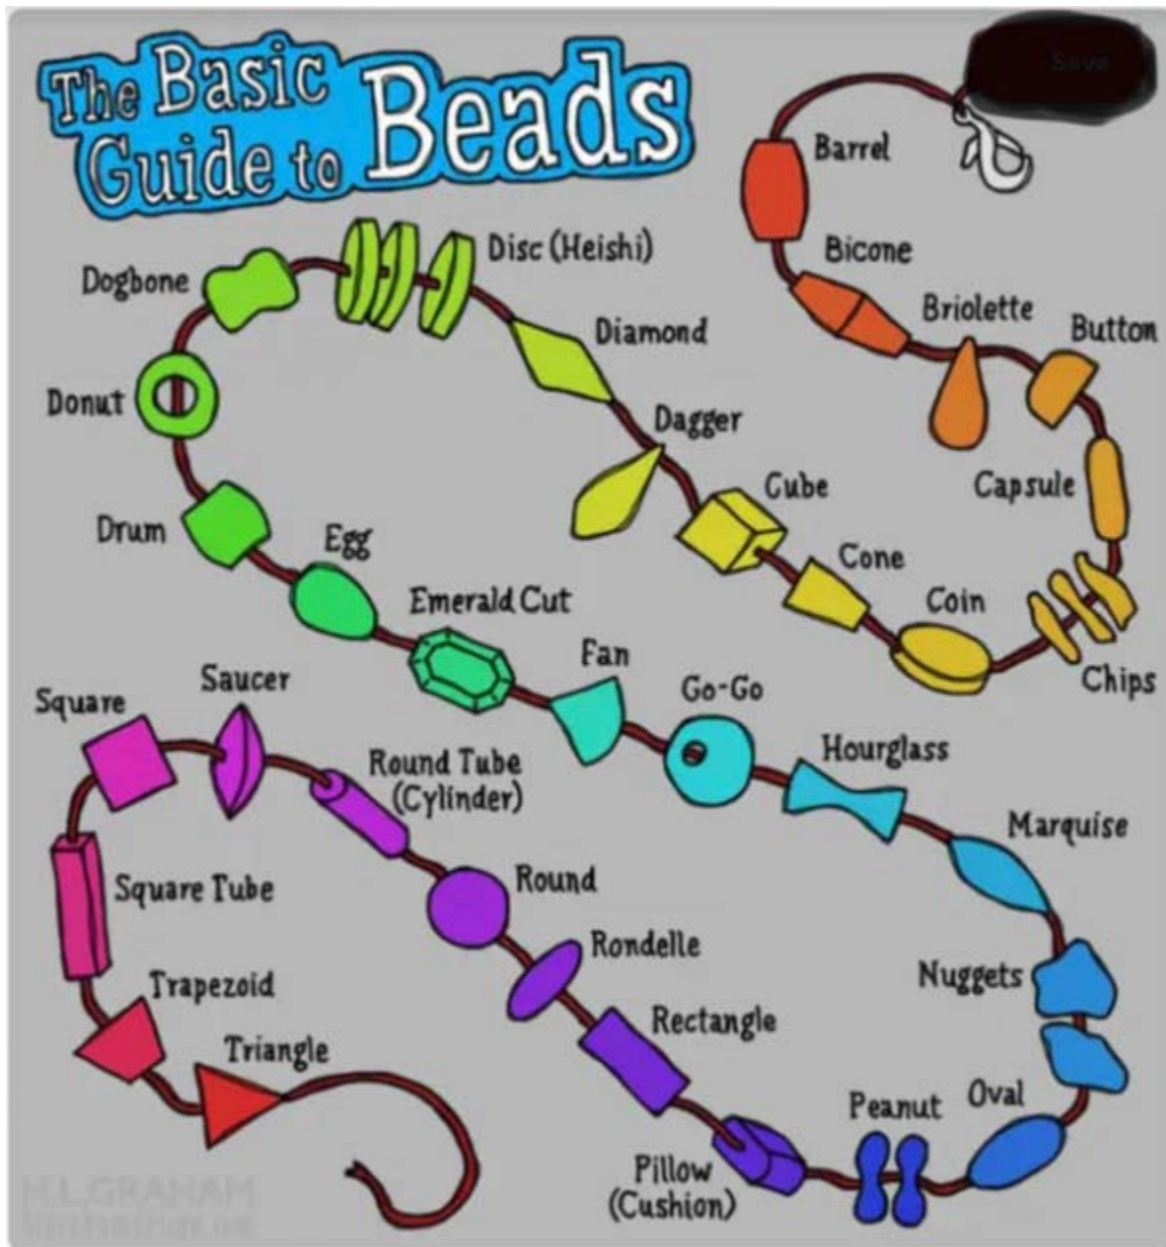 The Basic
Guide to Beads
Save
Barrel
Bicone
Briolette
Button
Capsule
Chips
Coin
Cone
Cube
Dagger
Diamond
Disc (Heishi)
Dogbone
Donut
Drum
Egg
Emerald Cut
Fan
Go-Go
Hourglass
Marquise
Nuggets
Oval
Peanut
Pillow
(Cushion)
Rectangle
Rondelle
Round
Round Tube
(Cylinder)
Saucer
Square
Square Tube
Trapezoid
Triangle
H.L.GRAHAM